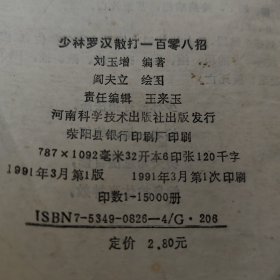 少林罗汉散打一百零八招
刘玉增 编著
阎夫立 绘图
责任编辑 王来玉
河南科学技术出版社出版发行
荥阳县银行印刷厂印刷
787×1092毫米32开本6印张120千字
1991年3月第1版 1991年3月第1次印刷
印数1-15000册
ISBN7-5349-0826-4/G·206
定价 2.80元